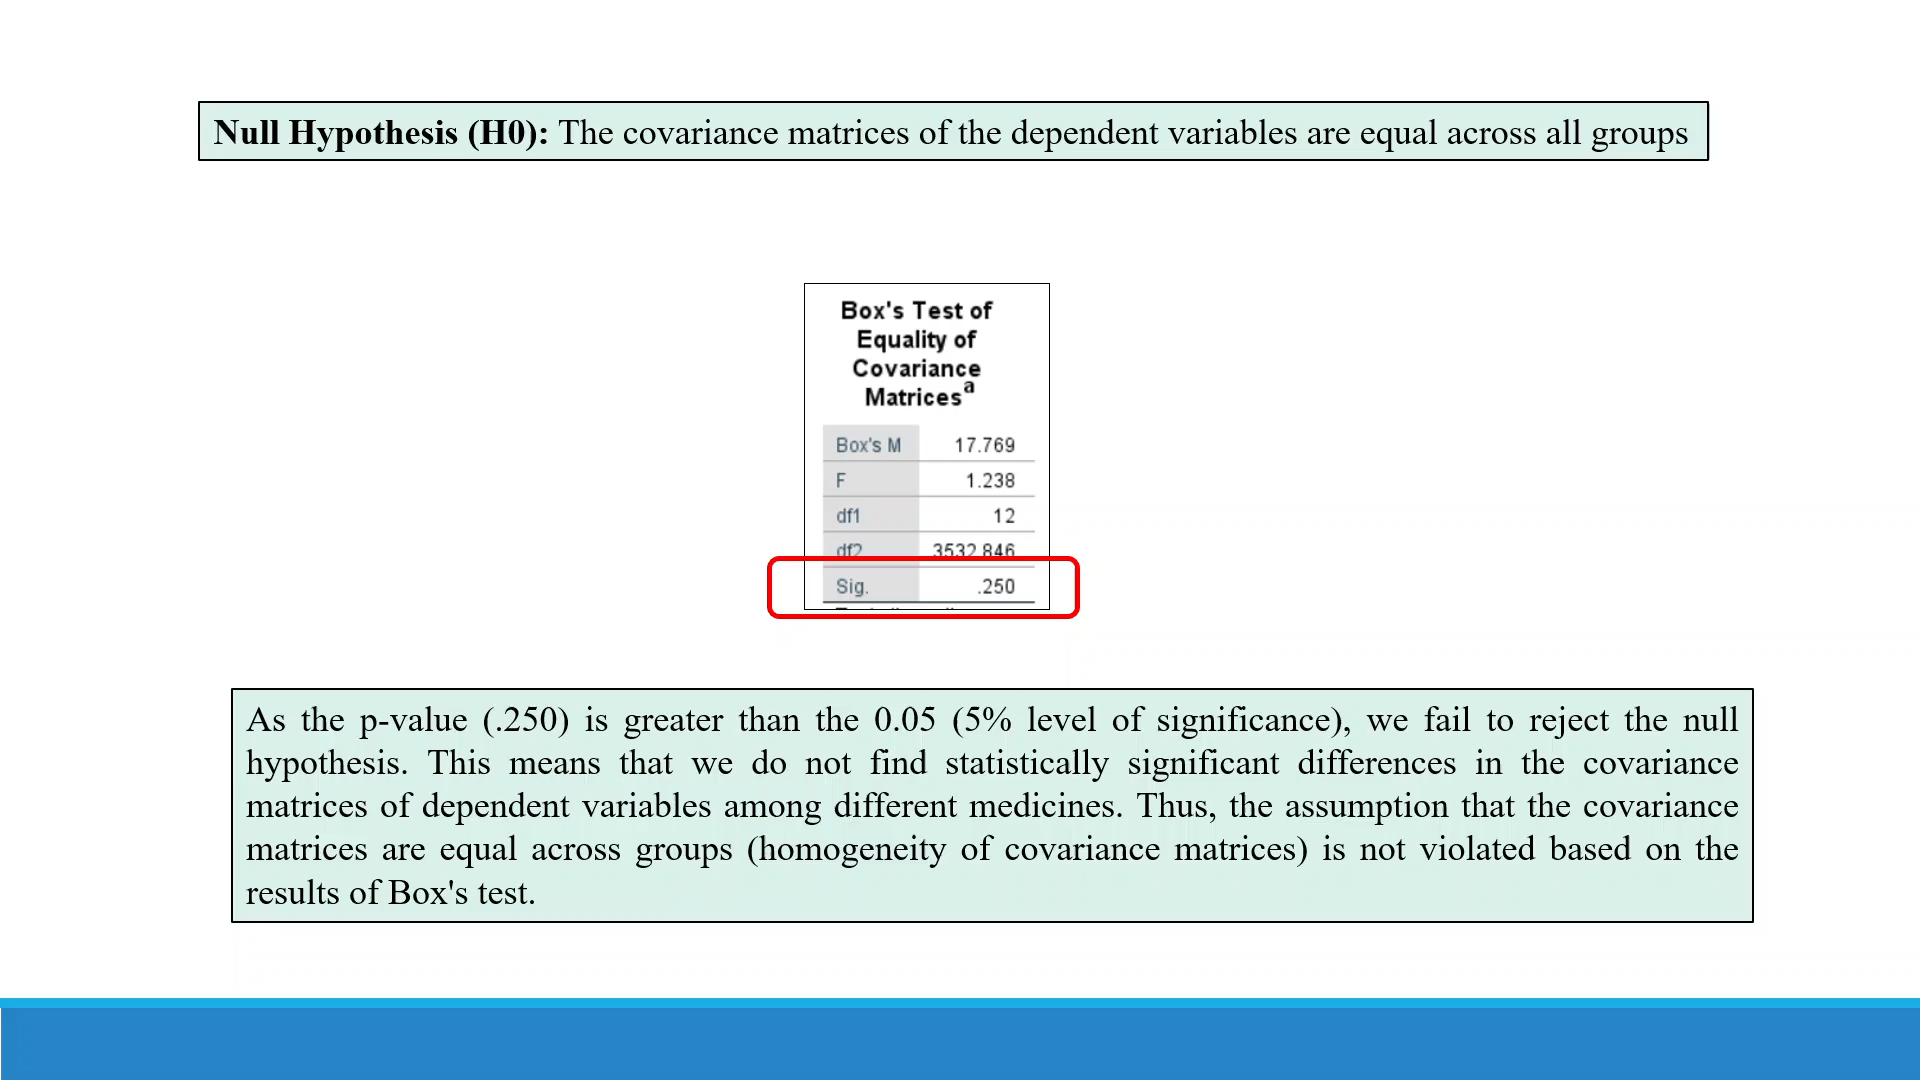 Null Hypothesis (H0): The covariance matrices of the dependent variables are equal across all groups
Box's Test of
Equality of
Covariance
Matricesa
Box's M 17.769
F 1.238
df1 12
df2 3532.846
Sig. .250
As the p-value (.250) is greater than the 0.05 (5% level of significance), we fail to reject the null
hypothesis. This means that we do not find statistically significant differences in the covariance
matrices of dependent variables among different medicines. Thus, the assumption that the covariance
matrices are equal across groups (homogeneity of covariance matrices) is not violated based on the
results of Box's test.